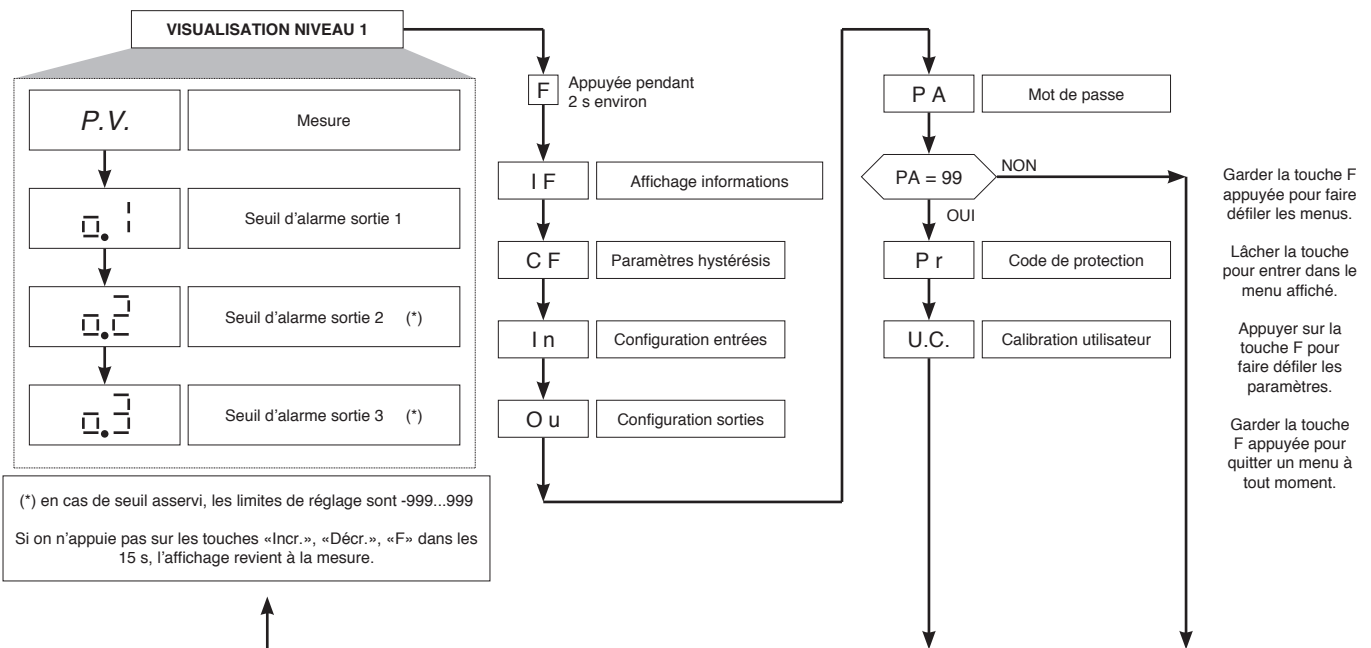 VISUALISATION NIVEAU 1
P.V.
Mesure
o.1
Seuil d'alarme sortie 1
o.2
Seuil d'alarme sortie 2 (*)
o.3
Seuil d'alarme sortie 3 (*)
(*) en cas de seuil asservi, les limites de réglage sont -999...999
Si on n'appuie pas sur les touches «Incr.», «Décr.», «F» dans les
15 s, l'affichage revient à la mesure.
F
Appuyée pendant
2 s environ
I F
Affichage informations
C F
Paramètres hystérésis
I n
Configuration entrées
O u
Configuration sorties
P A
Mot de passe
PA = 99
NON
OUI
P r
Code de protection
U.C.
Calibration utilisateur
Garder la touche F
appuyée pour faire
défiler les menus.
Lâcher la touche
pour entrer dans le
menu affiché.
Appuyer sur la
touche F pour
faire défiler les
paramètres.
Garder la touche
F appuyée pour
quitter un menu à
tout moment.